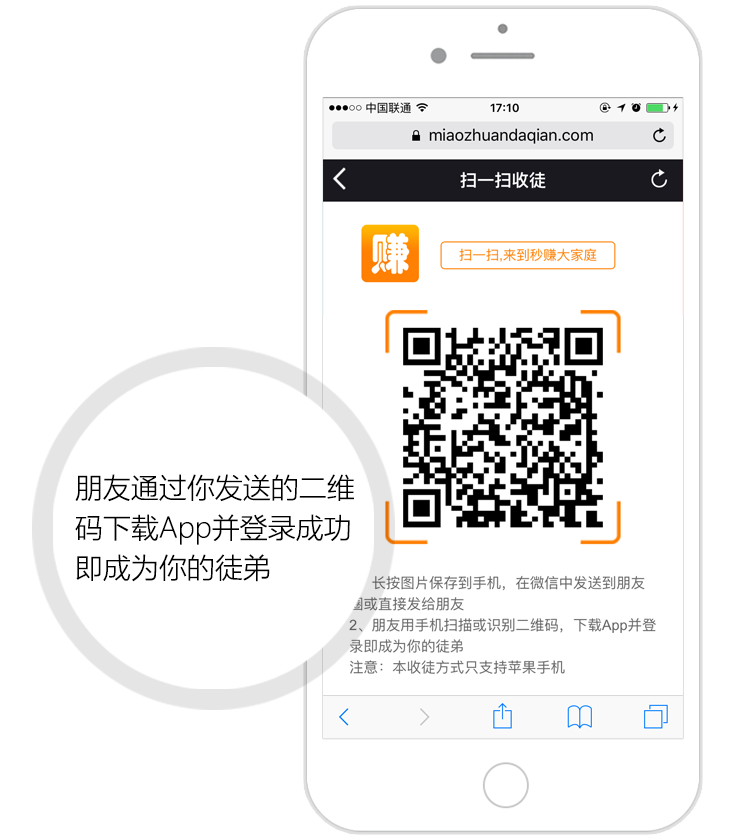 中国联通
17:10
miaozhuandaqian.com
扫一扫收徒
赚
扫一扫,来到秒赚大家庭
朋友通过你发送的二维
码下载App并登录成功
即成为你的徒弟
长按图片保存到手机，在微信中发送到朋友
圈或直接发给朋友
2、朋友用手机扫描或识别二维码，下载App并登
录即成为你的徒弟
注意：本收徒方式只支持苹果手机